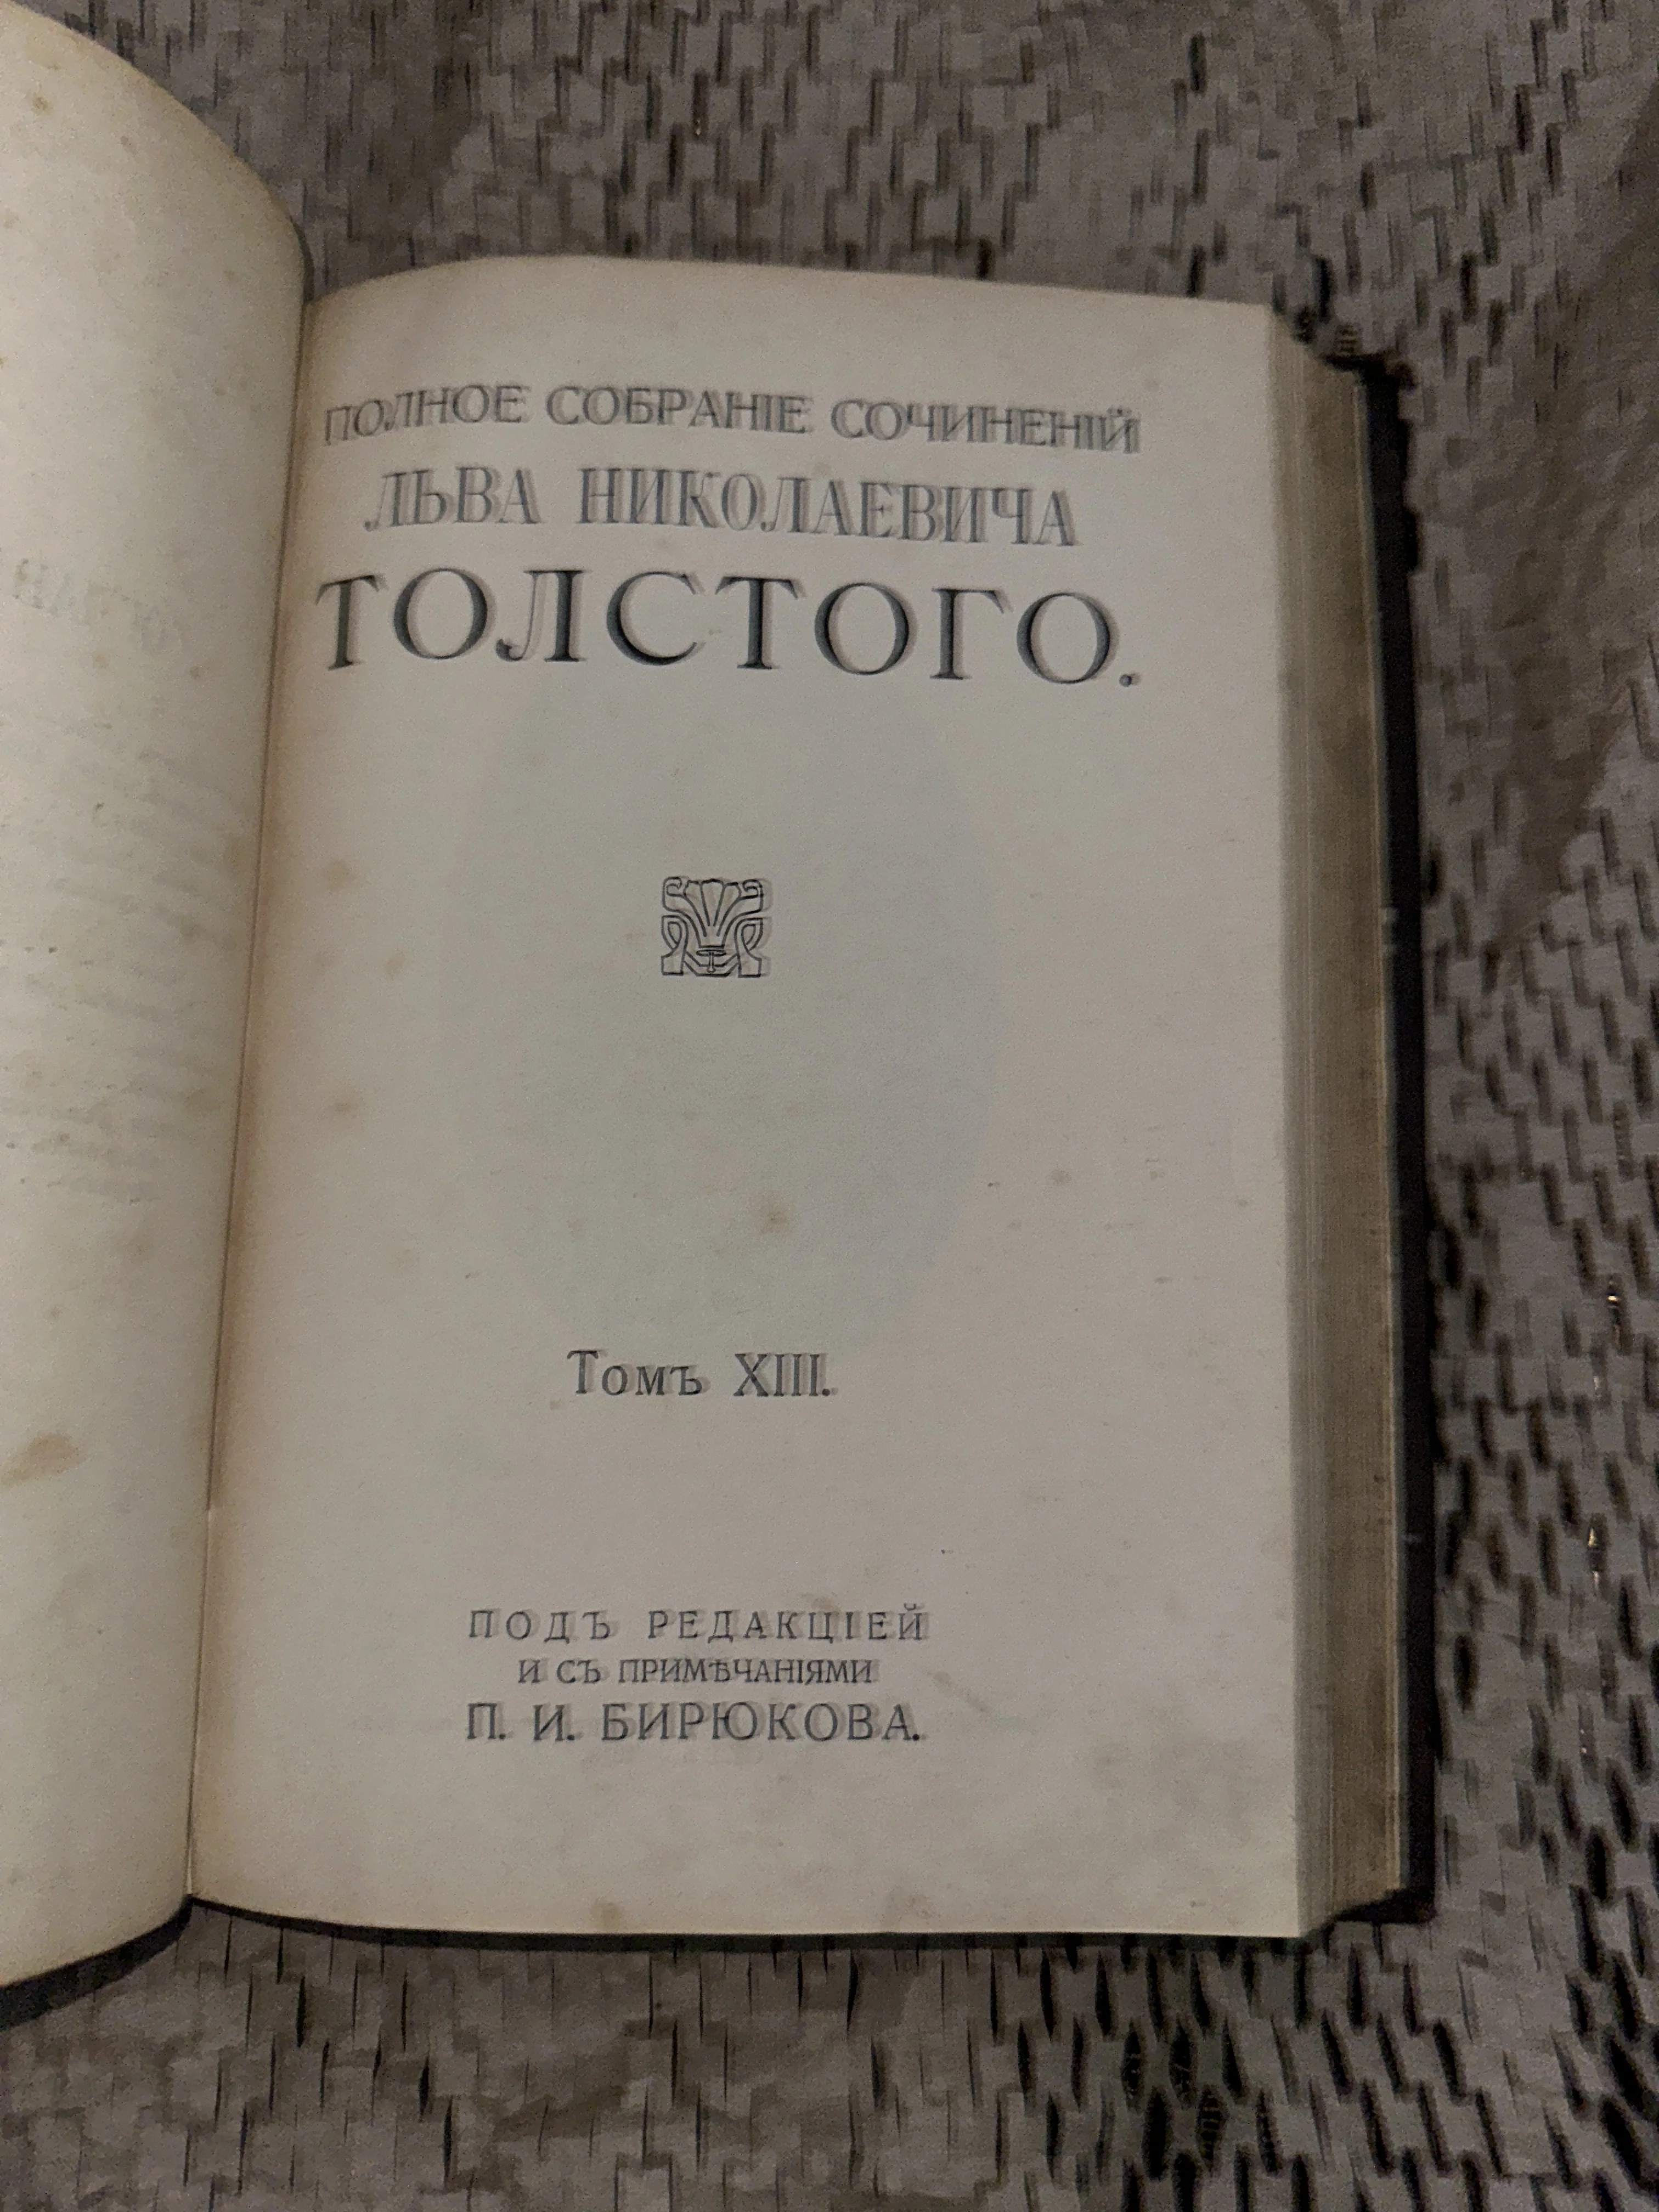 ПОЛНОЕ СОБРАНІЕ СОЧИНЕНІЙ
ЛЬВА НИКОЛАЕВИЧА
ТОЛСТОГО.
Томъ XIII.
ПОДЪ РЕДАКЦІЕЙ
И СЪ ПРИМѢЧАНІЯМИ
П. И. БИРЮКОВА.